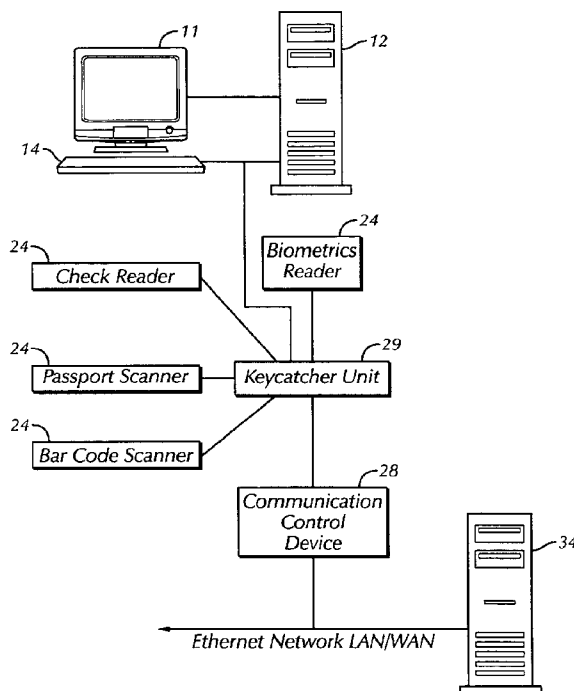 11
12
14
24
Biometrics
Reader
24
Check Reader
24
Passport Scanner
29
Keycatcher Unit
24
Bar Code Scanner
28
Communication
Control
Device
34
Ethernet Network LAN/WAN